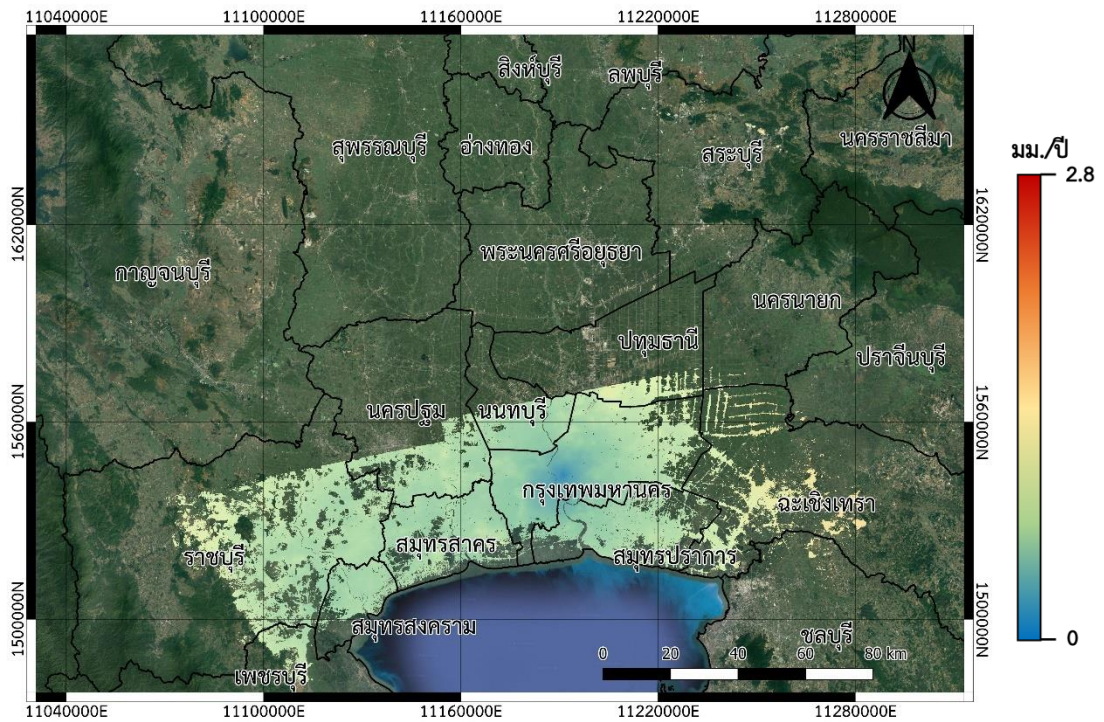 11040000E 11100000E 11160000E 11220000E 11280000E
N
สิงห์บุรี
ลพบุรี
สุพรรณบุรี
อ่างทอง
สระบุรี
นครราชสีมา
มม./ปี
2.8
1620000N
1620000N
พระนครศรีอยุธยา
กาญจนบุรี
นครนายก
ปทุมธานี
ปราจีนบุรี
นครปฐม
นนทบุรี
1560000N
1560000N
กรุงเทพมหานคร
ฉะเชิงเทรา
สมุทรสาคร
ราชบุรี
สมุทรปราการ
1500000N
1500000N
สมุทรสงคราม
ชลบุรี
0
เพชรบุรี
0 20 40 60 80 km
11040000E 11100000E 11160000E 11220000E 11280000E